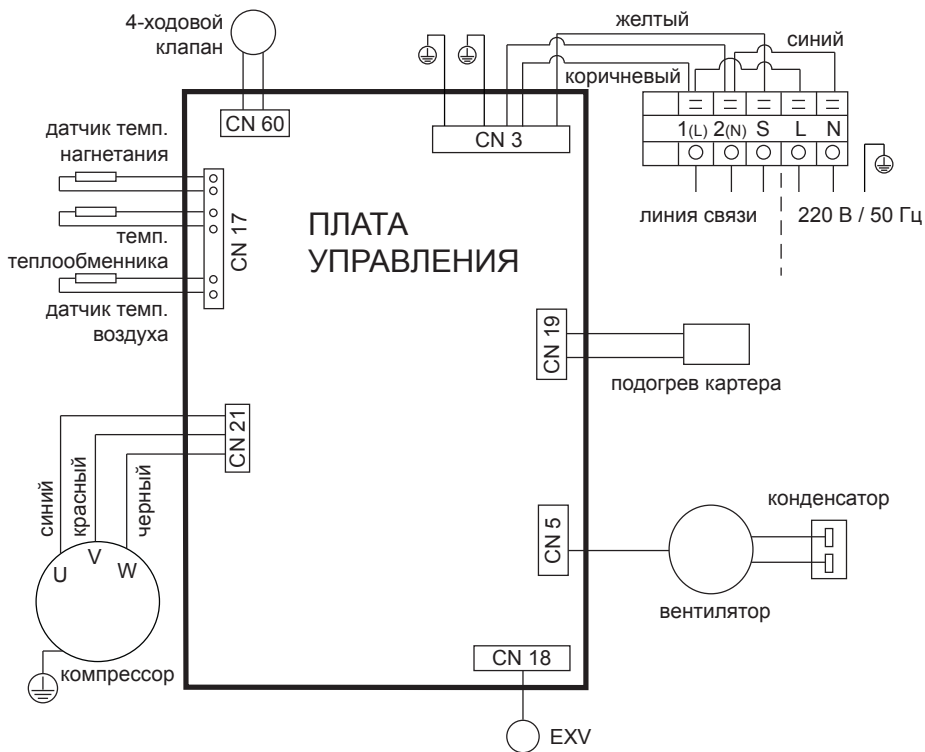 4-ходовой
клапан
желтый
синий
коричневый
CN 60
CN 3
1(L) 2(N) S L N
линия связи
220 В / 50 Гц
датчик темп.
нагнетания
темп.
теплообменника
датчик темп.
воздуха
CN 17
ПЛАТА
УПРАВЛЕНИЯ
CN 19
подогрев картера
CN 21
синий
красный
черный
U
V
W
компрессор
CN 5
вентилятор
конденсатор
CN 18
EXV